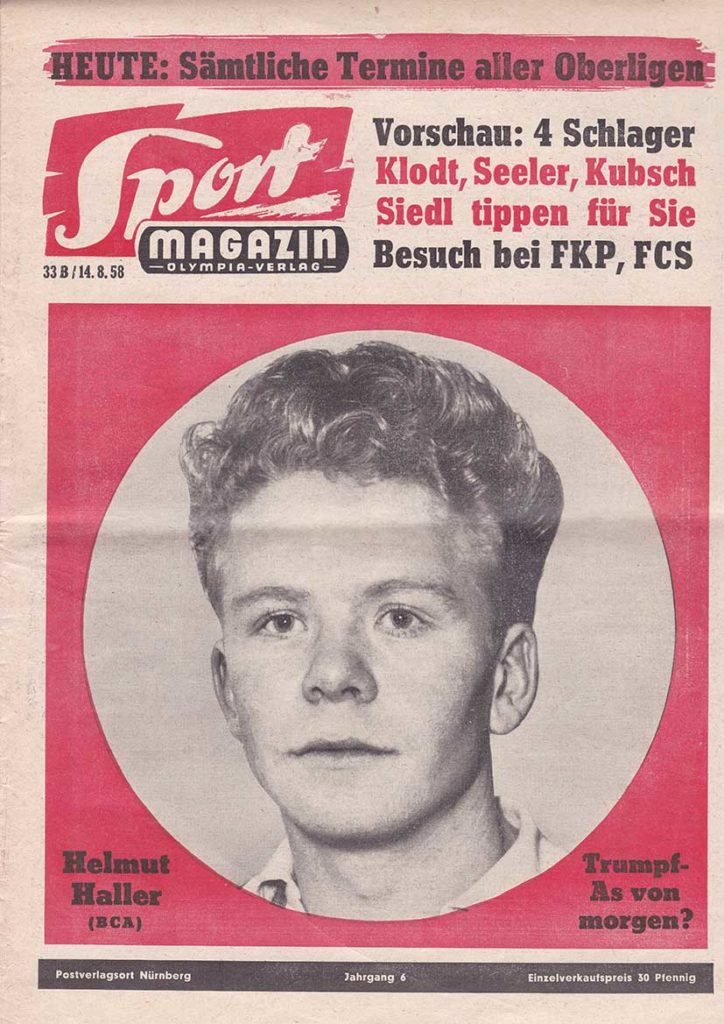 HEUTE: Sämtliche Termine aller Oberligen
Sport
MAGAZIN
OLYMPIA-VERLAG
33 B / 14. 8. 58
Vorschau: 4 Schlager
Klodt, Seeler, Kubsch
Siedl tippen für Sie
Besuch bei FKP, FCS
Helmut
Haller
(BCA)
Trumpf-
As von
morgen?
Postverlagsort Nürnberg
Jahrgang 6
Einzelverkaufspreis 30 Pfennig